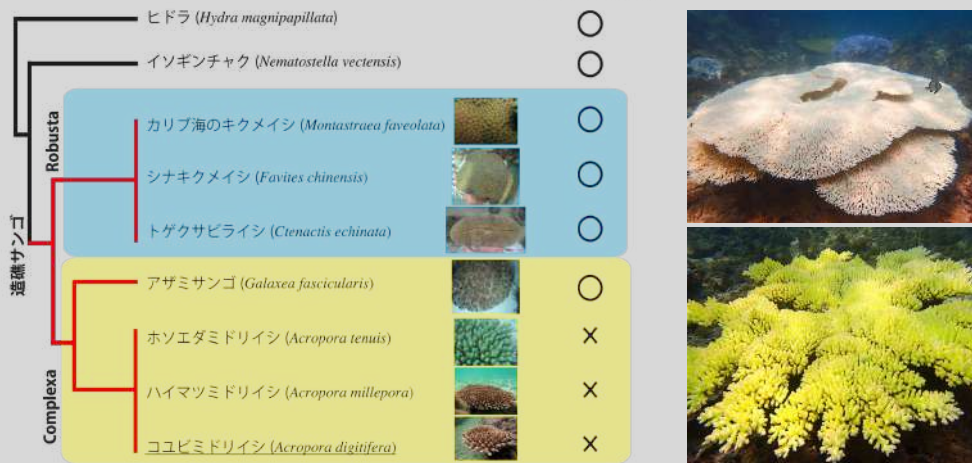 ヒドラ (Hydra magnipapillata) ○
イソギンチャク (Nematostella vectensis) ○
造礁サンゴ
Robusta
カリブ海のキクメイシ (Montastraea faveolata) ○
シナキクメイシ (Favites chinensis) ○
トゲクサビライシ (Ctenactis echinata) ○
Complexa
アザミサンゴ (Galaxea fascicularis) ○
ホソエダミドリイシ (Acropora tenuis) ×
ハイマツミドリイシ (Acropora millepora) ×
コユビミドリイシ (Acropora digitifera) ×